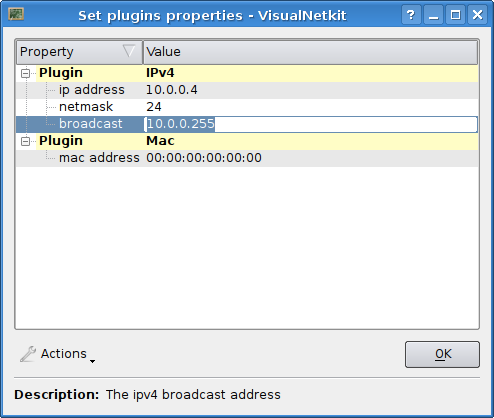 Set plugins properties - VisualNetkit
Property Value
Plugin IPv4
ip address 10.0.0.4
netmask 24
broadcast 10.0.0.255
Plugin Mac
mac address 00:00:00:00:00:00
Actions OK
Description: The ipv4 broadcast address